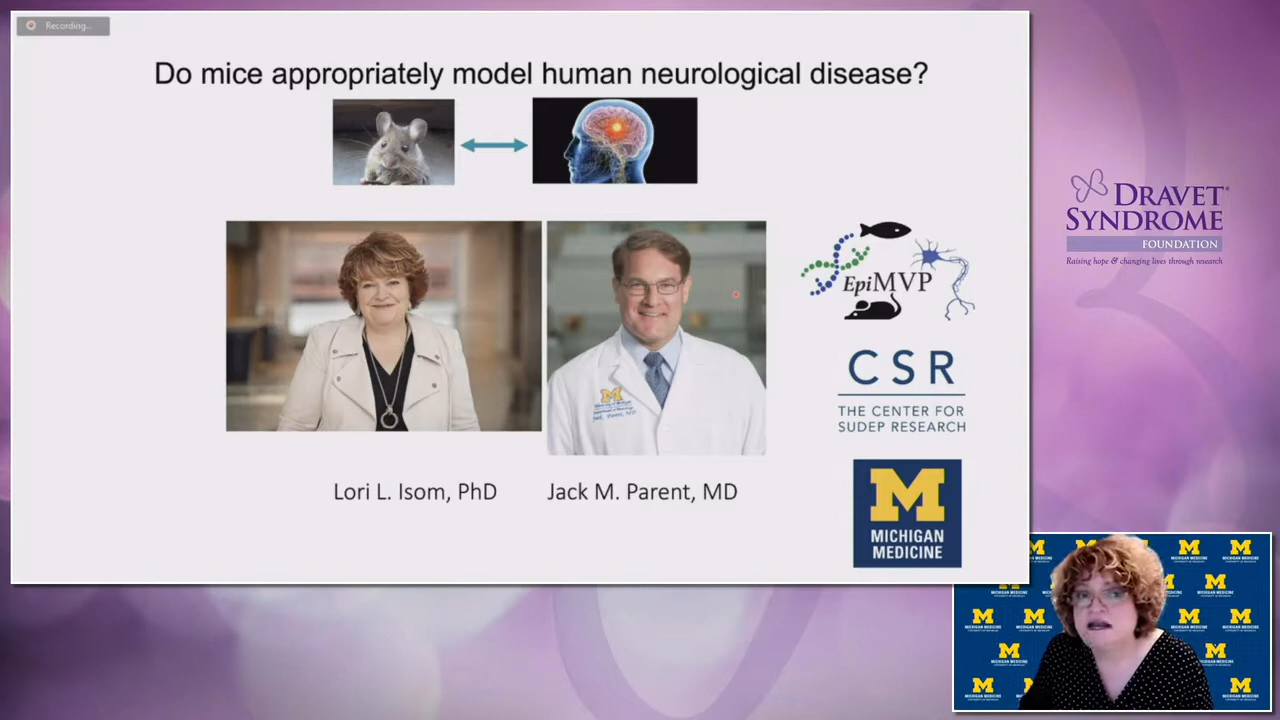 Recording...
Do mice appropriately model human neurological disease?
DRAVET®
SYNDROME
FOUNDATION
Raising hope & changing lives through research
EpiMVP
CSR
THE CENTER FOR
SUDEP RESEARCH
Lori L. Isom, PhD
Jack M. Parent, MD
M
MICHIGAN
MEDICINE